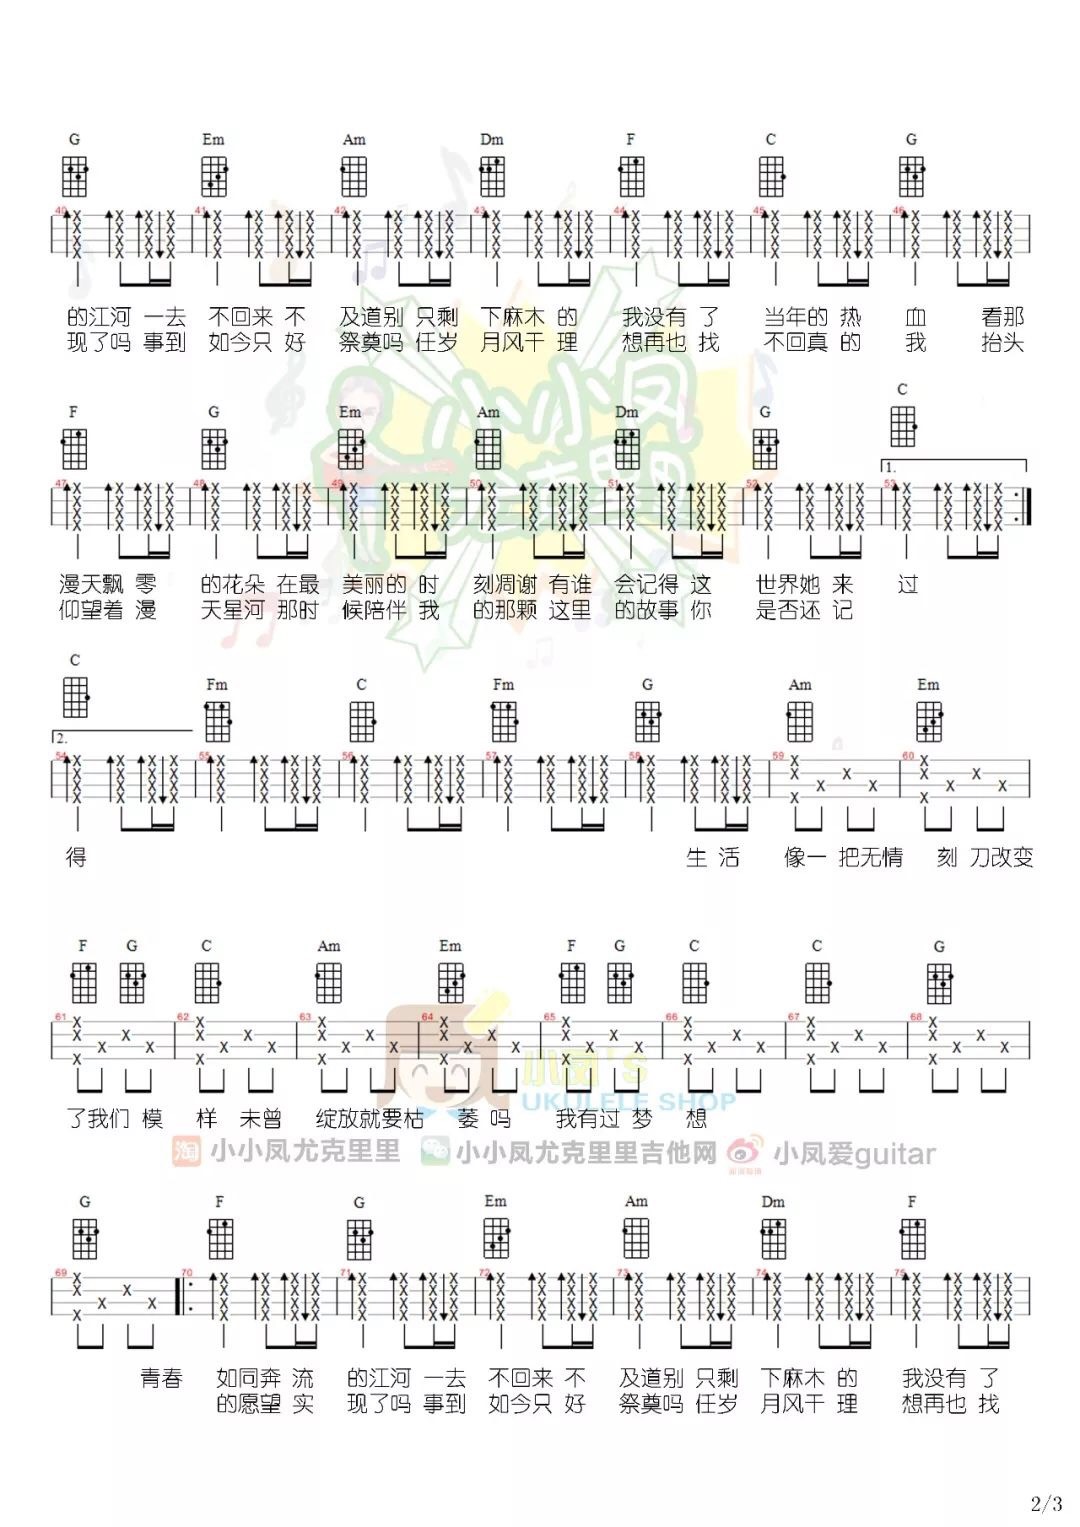 G Em Am Dm F C G
40 41 42 43 44 45 46
的江河 一去 不回来 不 及道别 只剩 下麻木 的 我没有 了 当年的 热 血 看那
现了吗 事到 如今只 好 祭奠吗 任岁 月风干 理 想再也 找 不回真 的 我 抬头
F G Em Am Dm G C
1.
47 48 49 50 51 52 53
漫天飘 零 的花朵 在最 美丽的 时 刻凋谢 有谁 会记得 这 世界她 来 过
仰望着 漫 天星河 那时 候陪伴 我 的那颗 这里 的故事 你 是否还 记
小小凤
C Fm C Fm G Am Em
2.
54 55 56 57 58 59 60
得 生 活 像一 把无情 刻 刀改变
F G C Am Em F G C C G
61 62 63 64 65 66 67 68
小凤's
UKULELE SHOP
了我们 模 样 未曾 绽放就要枯 萎 吗 我有过 梦 想
淘 小小凤尤克里里 小小凤尤克里里吉他网 小凤爱guitar
G F G Em Am Dm F
69 70 71 72 73 74 75
青春 如同奔 流 的江河 一去 不回来 不 及道别 只剩 下麻木 的 我没有 了
的愿望 实 现了吗 事到 如今只 好 祭奠吗 任岁 月风干 理 想再也 找
2/3